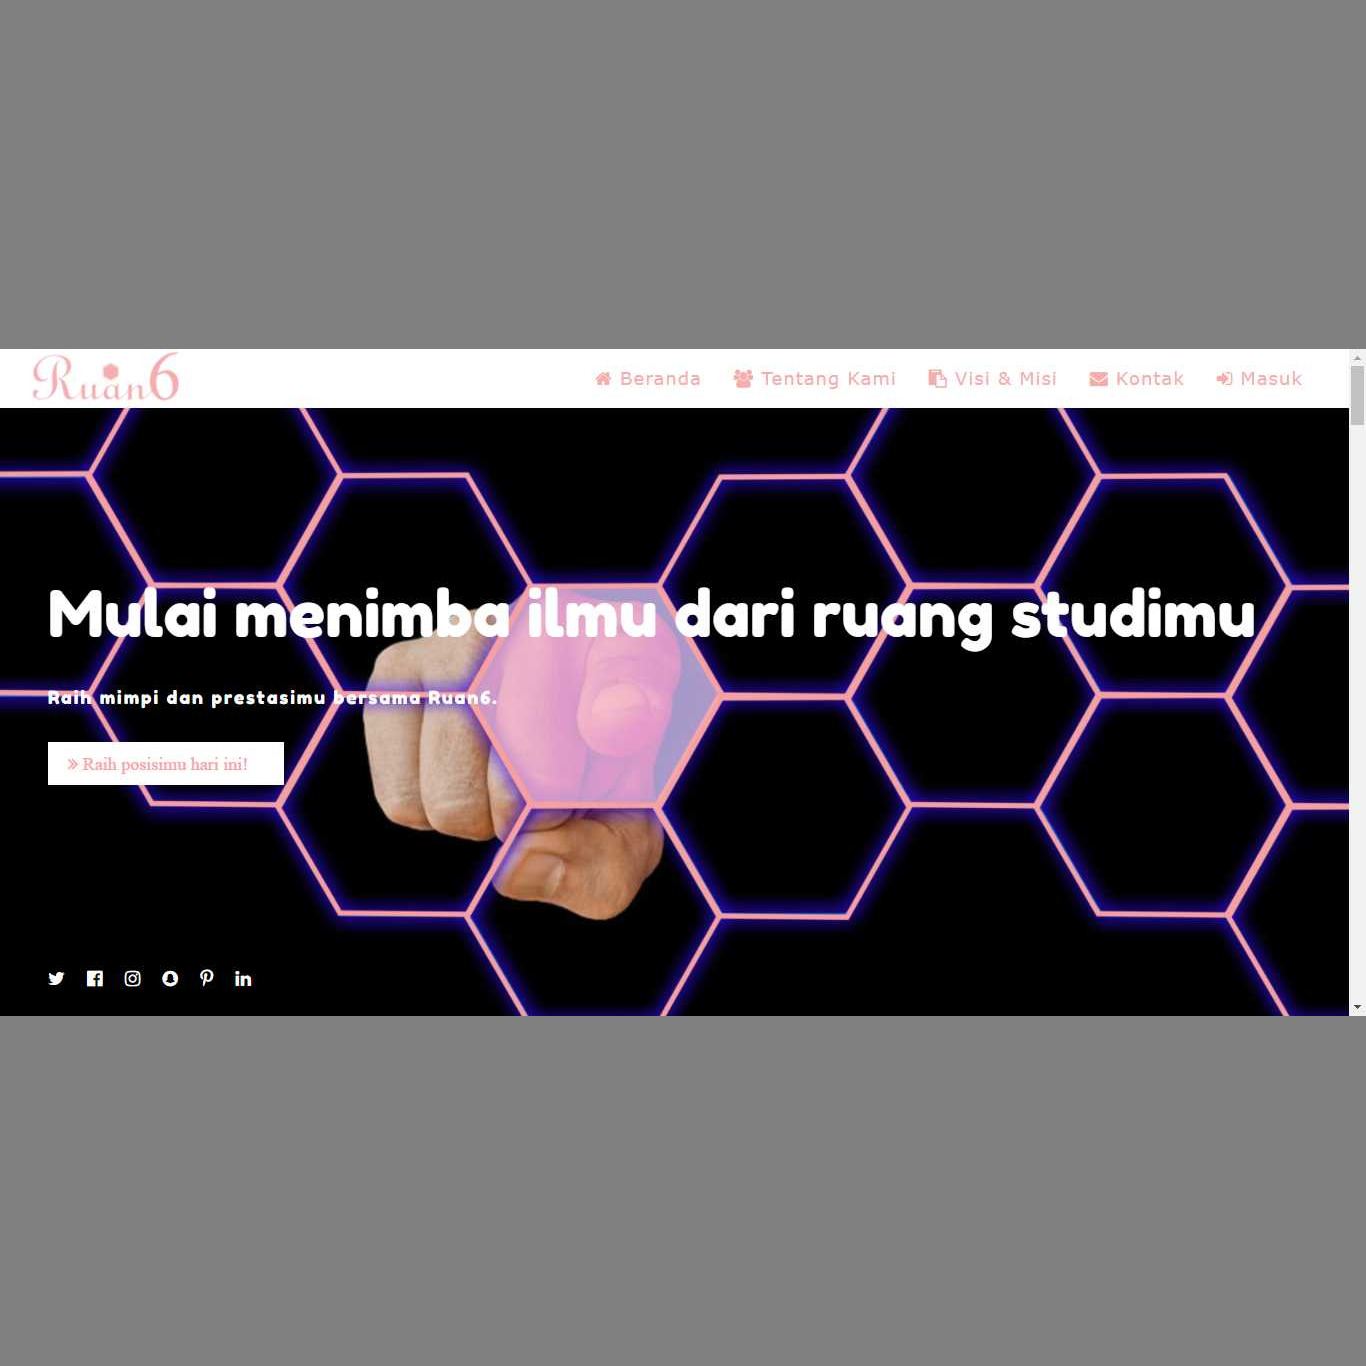 Ruan6
Beranda Tentang Kami Visi & Misi Kontak Masuk
Mulai menimba ilmu dari ruang studimu
Raih mimpi dan prestasimu bersama Ruan6.
» Raih posisimu hari ini!